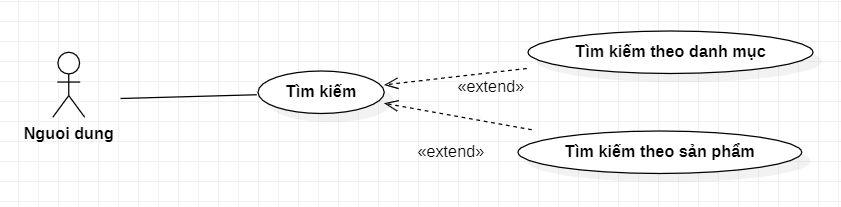 Tìm kiếm theo danh mục
«extend»
Tìm kiếm
Nguoi dung
«extend»
Tìm kiếm theo sản phẩm